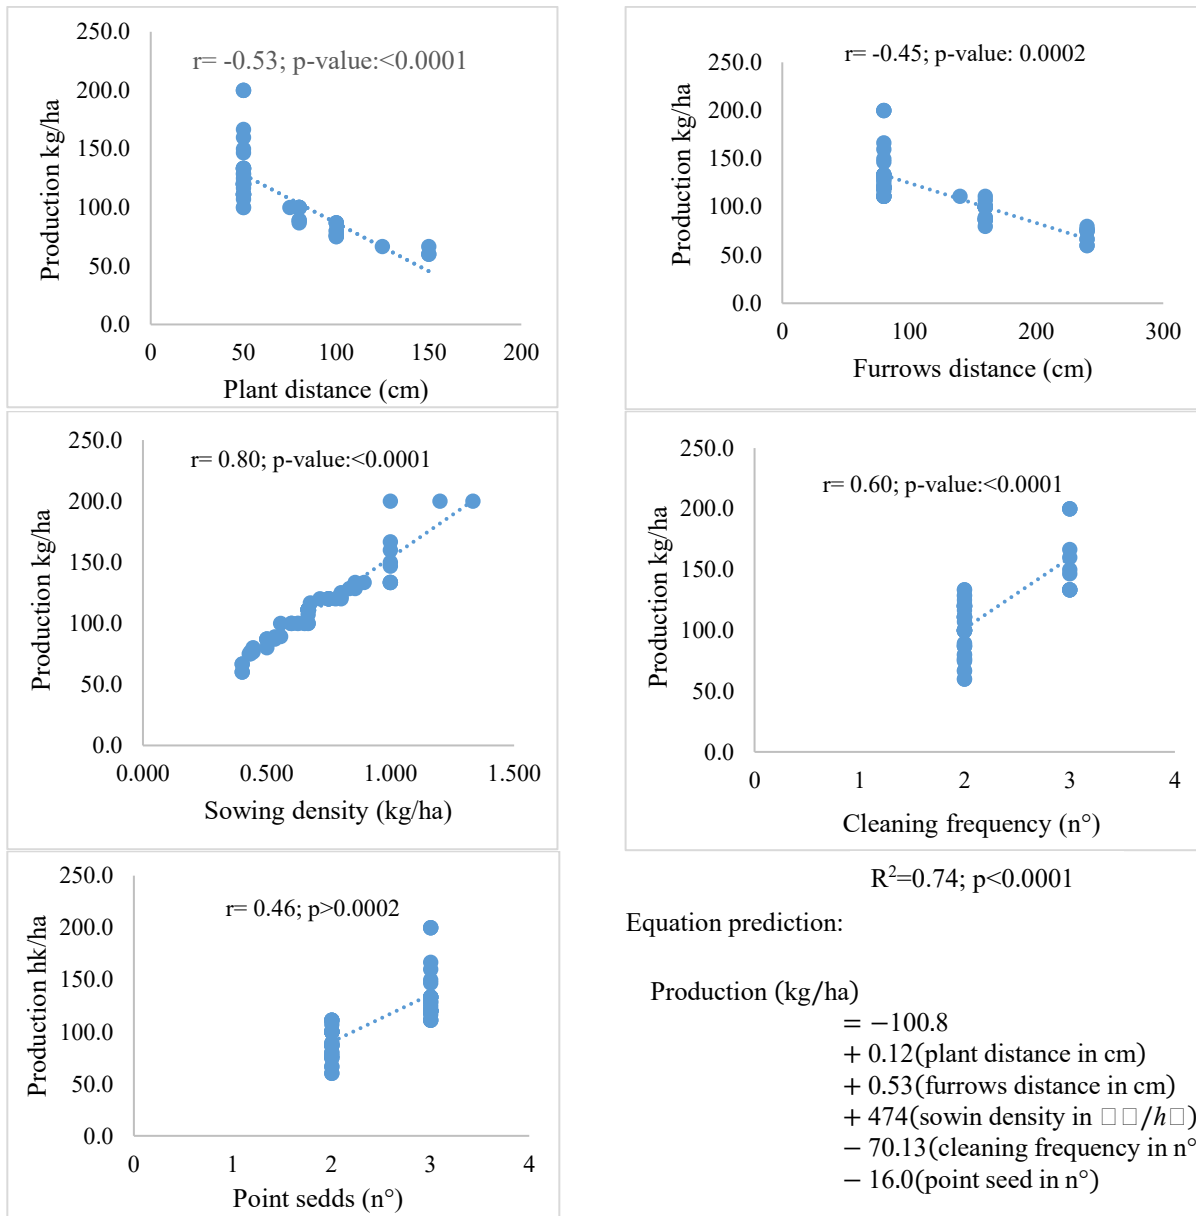 r= -0.53; p-value:<0.0001
250.0
200.0
150.0
100.0
50.0
0.0
Production kg/ha
0 50 100 150 200
Plant distance (cm)
r= -0.45; p-value: 0.0002
250.0
200.0
150.0
100.0
50.0
0.0
Production kg/ha
0 100 200 300
Furrows distance (cm)
r= 0.80; p-value:<0.0001
250.0
200.0
150.0
100.0
50.0
0.0
Production kg/ha
0.000 0.500 1.000 1.500
Sowing density (kg/ha)
r= 0.60; p-value:<0.0001
250.0
200.0
150.0
100.0
50.0
0.0
Production kg/ha
0 1 2 3 4
Cleaning frequency (n°)
r= 0.46; p>0.0002
250.0
200.0
150.0
100.0
50.0
0.0
Production hk/ha
0 1 2 3 4
Point sedds (n°)
R²=0.74; p<0.0001
Equation prediction:
Production (kg/ha)
= −100.8
+ 0.12(plant distance in cm)
+ 0.53(furrows distance in cm)
+ 474(sowin density in □□/h□)
− 70.13(cleaning frequency in n°
− 16.0(point seed in n°)